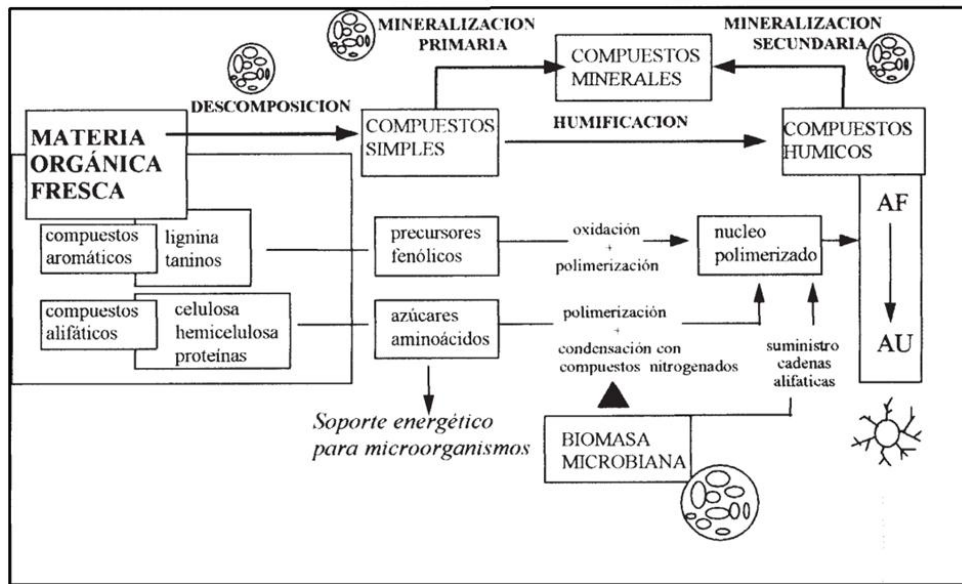 MINERALIZACION
PRIMARIA
MINERALIZACION
SECUNDARIA
COMPUESTOS
MINERALES
DESCOMPOSICION
MATERIA
ORGÁNICA
FRESCA
COMPUESTOS
SIMPLES
HUMIFICACION
COMPUESTOS
HUMICOS
compuestos
aromáticos
lignina
taninos
precursores
fenólicos
oxidación
+
polimerización
nucleo
polimerizado
AF
compuestos
alifáticos
celulosa
hemicelulosa
proteínas
azúcares
aminoácidos
polimerización
+
condensación con
compuestos nitrogenados
suministro
cadenas
alifaticas
AU
Soporte energético
para microorganismos
BIOMASA
MICROBIANA